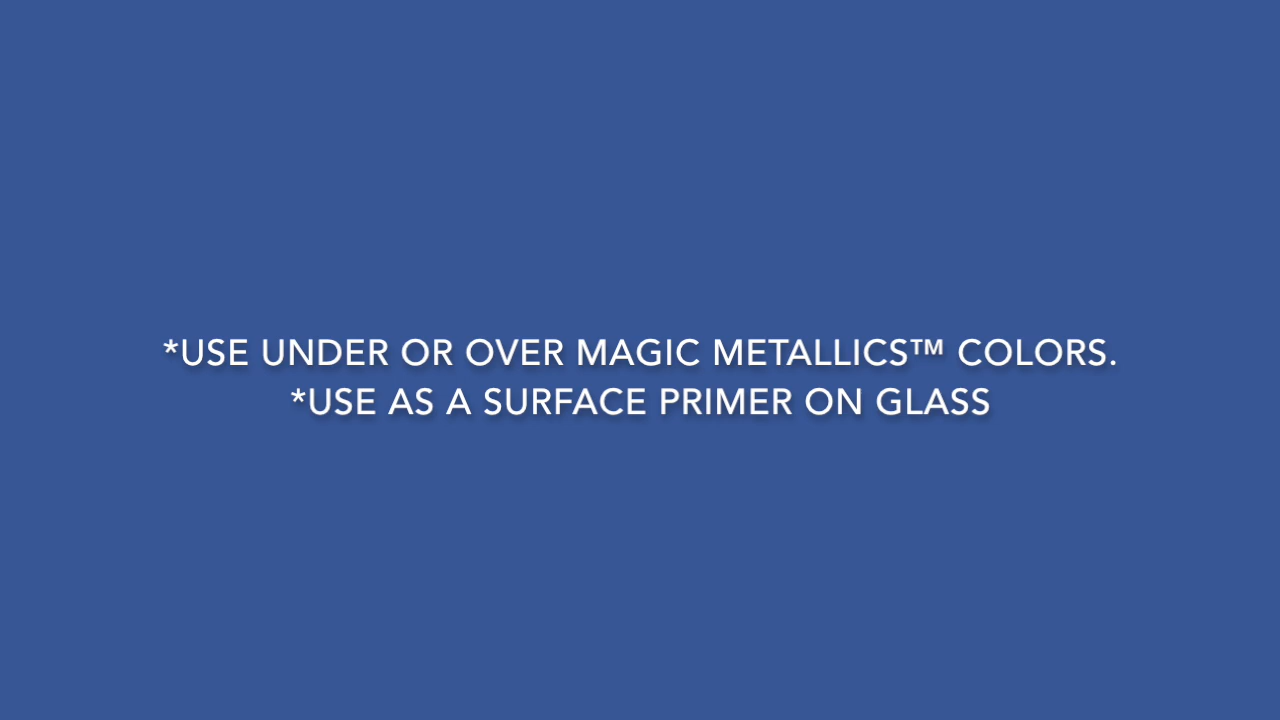 *USE UNDER OR OVER MAGIC METALLICS™ COLORS.
*USE AS A SURFACE PRIMER ON GLASS